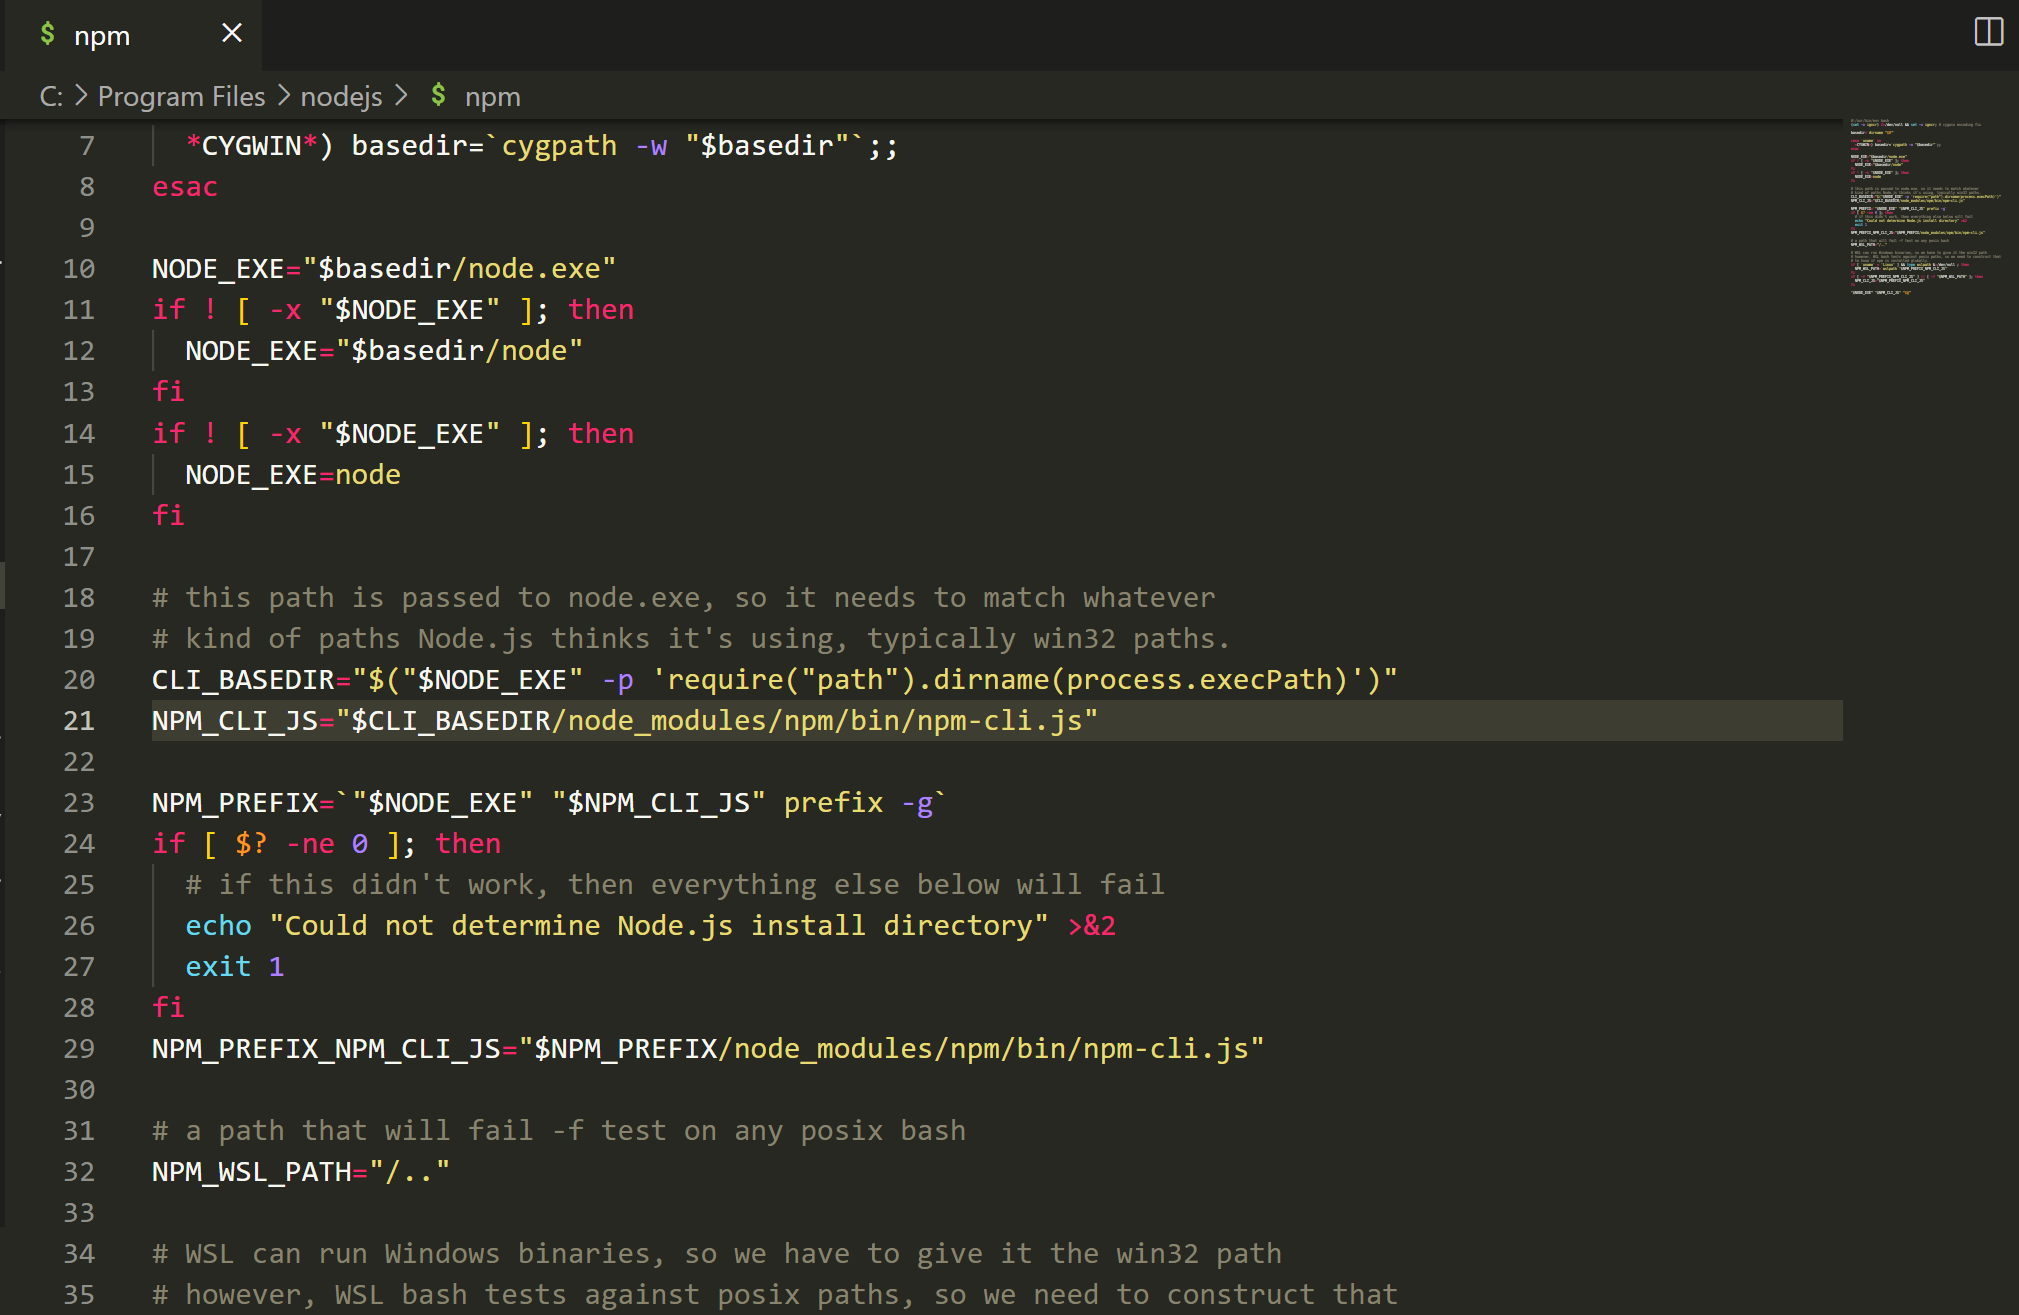 $ npm
C: > Program Files > nodejs > $ npm
7 *CYGWIN*) basedir=`cygpath -w "$basedir"`;;
8 esac
9
10 NODE_EXE="$basedir/node.exe"
11 if ! [ -x "$NODE_EXE" ]; then
12 NODE_EXE="$basedir/node"
13 fi
14 if ! [ -x "$NODE_EXE" ]; then
15 NODE_EXE=node
16 fi
17
18 # this path is passed to node.exe, so it needs to match whatever
19 # kind of paths Node.js thinks it's using, typically win32 paths.
20 CLI_BASEDIR="$("$NODE_EXE" -p 'require("path").dirname(process.execPath)')"
21 NPM_CLI_JS="$CLI_BASEDIR/node_modules/npm/bin/npm-cli.js"
22
23 NPM_PREFIX=`"$NODE_EXE" "$NPM_CLI_JS" prefix -g`
24 if [ $? -ne 0 ]; then
25 # if this didn't work, then everything else below will fail
26 echo "Could not determine Node.js install directory" >&2
27 exit 1
28 fi
29 NPM_PREFIX_NPM_CLI_JS="$NPM_PREFIX/node_modules/npm/bin/npm-cli.js"
30
31 # a path that will fail -f test on any posix bash
32 NPM_WSL_PATH="/.."
33
34 # WSL can run Windows binaries, so we have to give it the win32 path
35 # however, WSL bash tests against posix paths, so we need to construct that